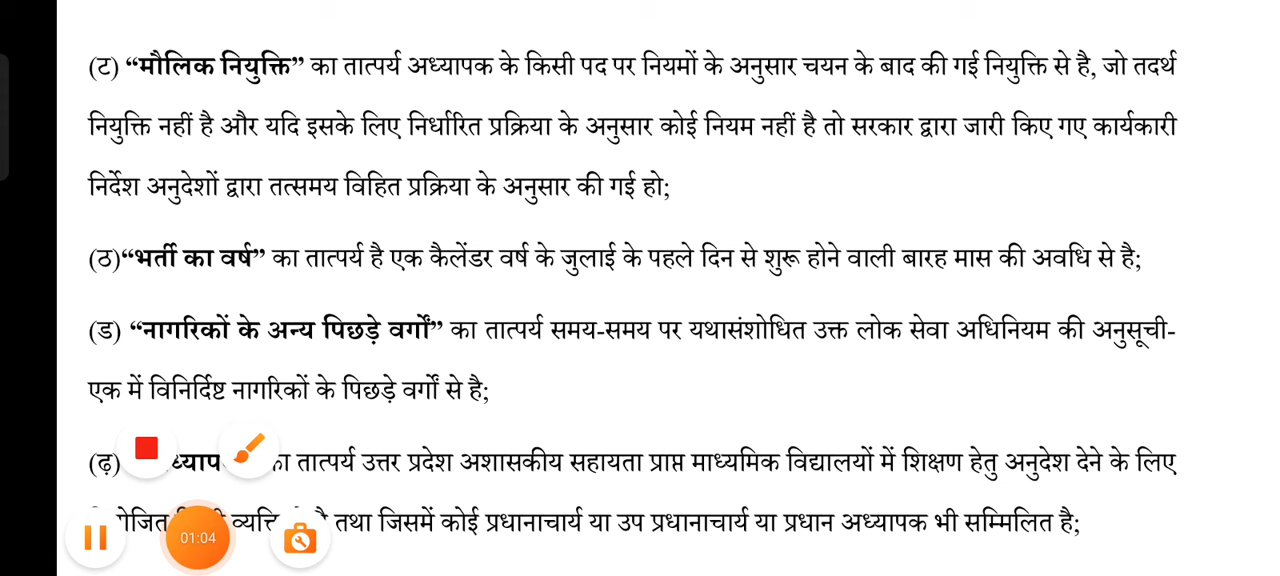 (ट) “मौलिक नियुक्ति” का तात्पर्य अध्यापक के किसी पद पर नियमों के अनुसार चयन के बाद की गई नियुक्ति से है, जो तदर्थ
नियुक्ति नहीं है और यदि इसके लिए निर्धारित प्रक्रिया के अनुसार कोई नियम नहीं है तो सरकार द्वारा जारी किए गए कार्यकारी
निर्देश अनुदेशों द्वारा तत्समय विहित प्रक्रिया के अनुसार की गई हो;
(ठ)“भर्ती का वर्ष” का तात्पर्य है एक कैलेंडर वर्ष के जुलाई के पहले दिन से शुरू होने वाली बारह मास की अवधि से है;
(ड) “नागरिकों के अन्य पिछड़े वर्गों” का तात्पर्य समय-समय पर यथासंशोधित उक्त लोक सेवा अधिनियम की अनुसूची-
एक में विनिर्दिष्ट नागरिकों के पिछड़े वर्गों से है;
(ढ़) का तात्पर्य उत्तर प्रदेश अशासकीय सहायता प्राप्त माध्यमिक विद्यालयों में शिक्षण हेतु अनुदेश देने के लिए
व्यक्ति है तथा जिसमें कोई प्रधानाचार्य या उप प्रधानाचार्य या प्रधान अध्यापक भी सम्मिलित है;
01:04